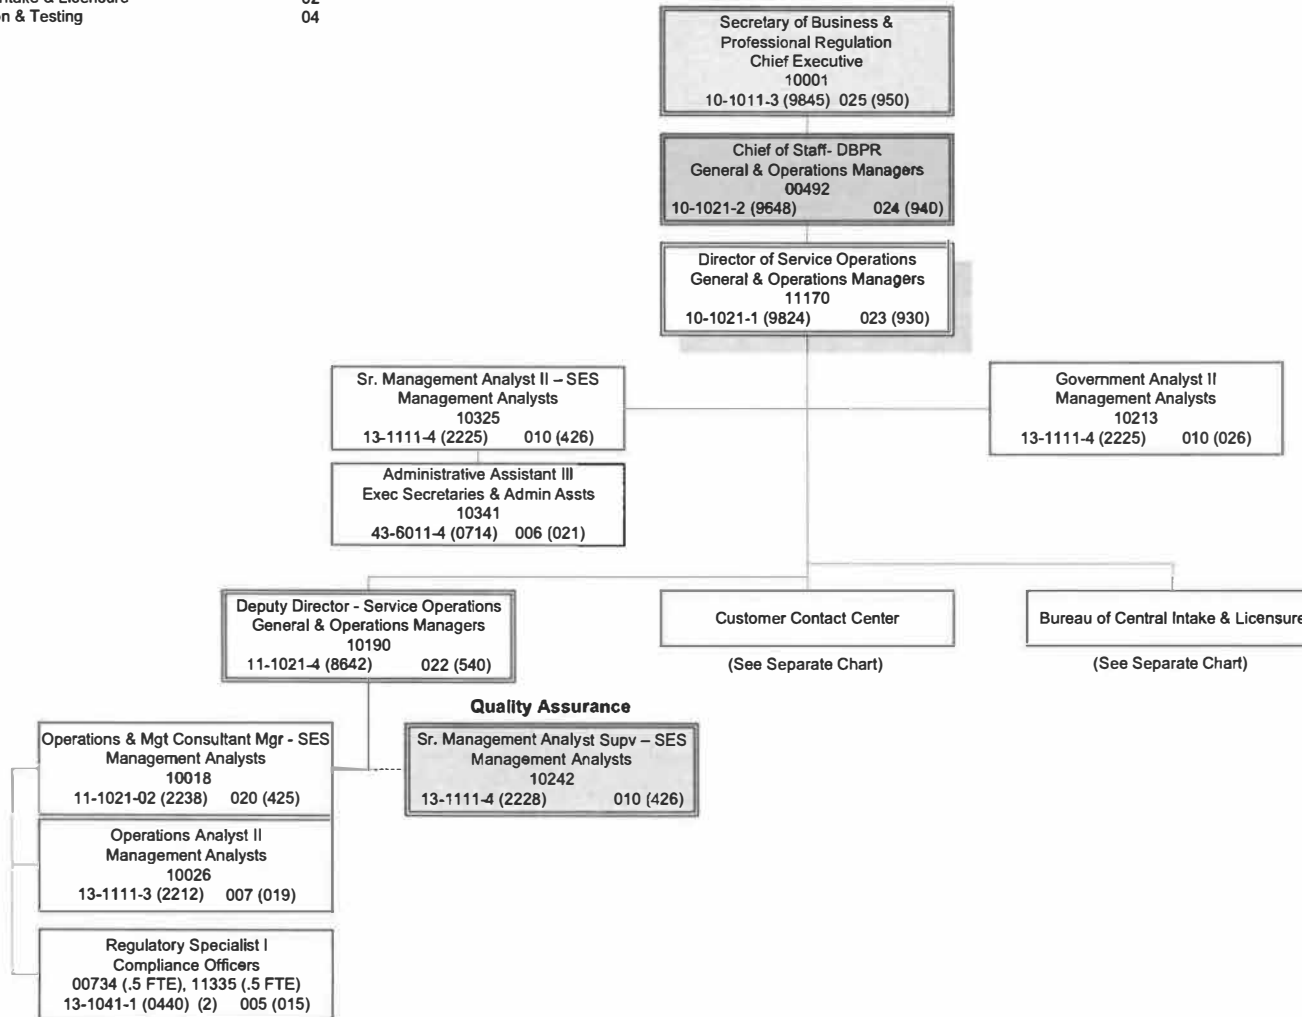 & Licensure 02
& Testing 04
Secretary of Business &
Professional Regulation
Chief Executive
10001
10-1011-3 (9845) 025 (950)
Chief of Staff- DBPR
General & Operations Managers
00492
10-1021-2 (9648) 024 (940)
Director of Service Operations
General & Operations Managers
11170
10-1021-1 (9824) 023 (930)
Sr. Management Analyst II – SES
Management Analysts
10325
13-1111-4 (2225) 010 (426)
Government Analyst II
Management Analysts
10213
13-1111-4 (2225) 010 (026)
Administrative Assistant III
Exec Secretaries & Admin Assts
10341
43-6011-4 (0714) 006 (021)
Deputy Director - Service Operations
General & Operations Managers
10190
11-1021-4 (8642) 022 (540)
Customer Contact Center
(See Separate Chart)
Bureau of Central Intake & Licensure
(See Separate Chart)
Quality Assurance
Operations & Mgt Consultant Mgr - SES
Management Analysts
10018
11-1021-02 (2238) 020 (425)
Sr. Management Analyst Supv – SES
Management Analysts
10242
13-1111-4 (2228) 010 (426)
Operations Analyst II
Management Analysts
10026
13-1111-3 (2212) 007 (019)
Regulatory Specialist I
Compliance Officers
00734 (.5 FTE), 11335 (.5 FTE)
13-1041-1 (0440) (2) 005 (015)